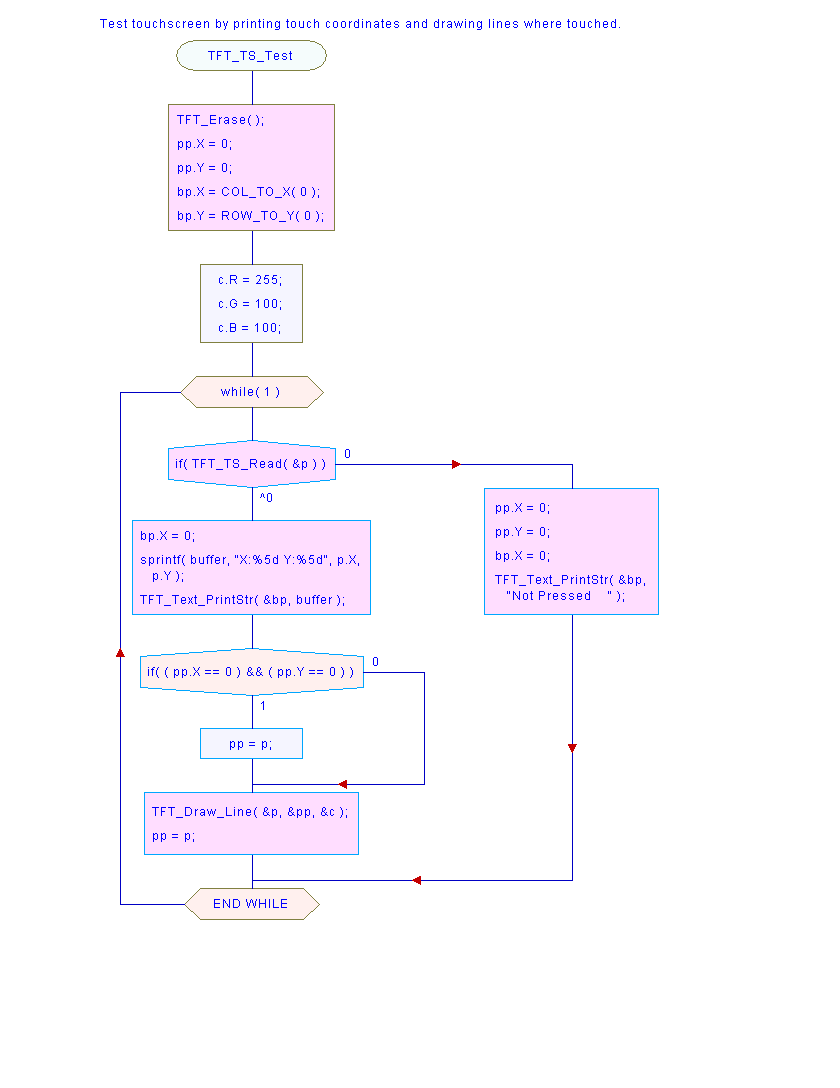 Test touchscreen by printing touch coordinates and drawing lines where touched.
TFT_TS_Test
TFT_Erase( );
pp.X = 0;
pp.Y = 0;
bp.X = COL_TO_X( 0 );
bp.Y = ROW_TO_Y( 0 );
c.R = 255;
c.G = 100;
c.B = 100;
while( 1 )
if( TFT_TS_Read( &p ) )
0
^0
bp.X = 0;
sprintf( buffer, "X:%5d Y:%5d", p.X,
p.Y );
TFT_Text_PrintStr( &bp, buffer );
pp.X = 0;
pp.Y = 0;
bp.X = 0;
TFT_Text_PrintStr( &bp,
"Not Pressed    " );
if( ( pp.X == 0 ) && ( pp.Y == 0 ) )
0
1
pp = p;
TFT_Draw_Line( &p, &pp, &c );
pp = p;
END WHILE